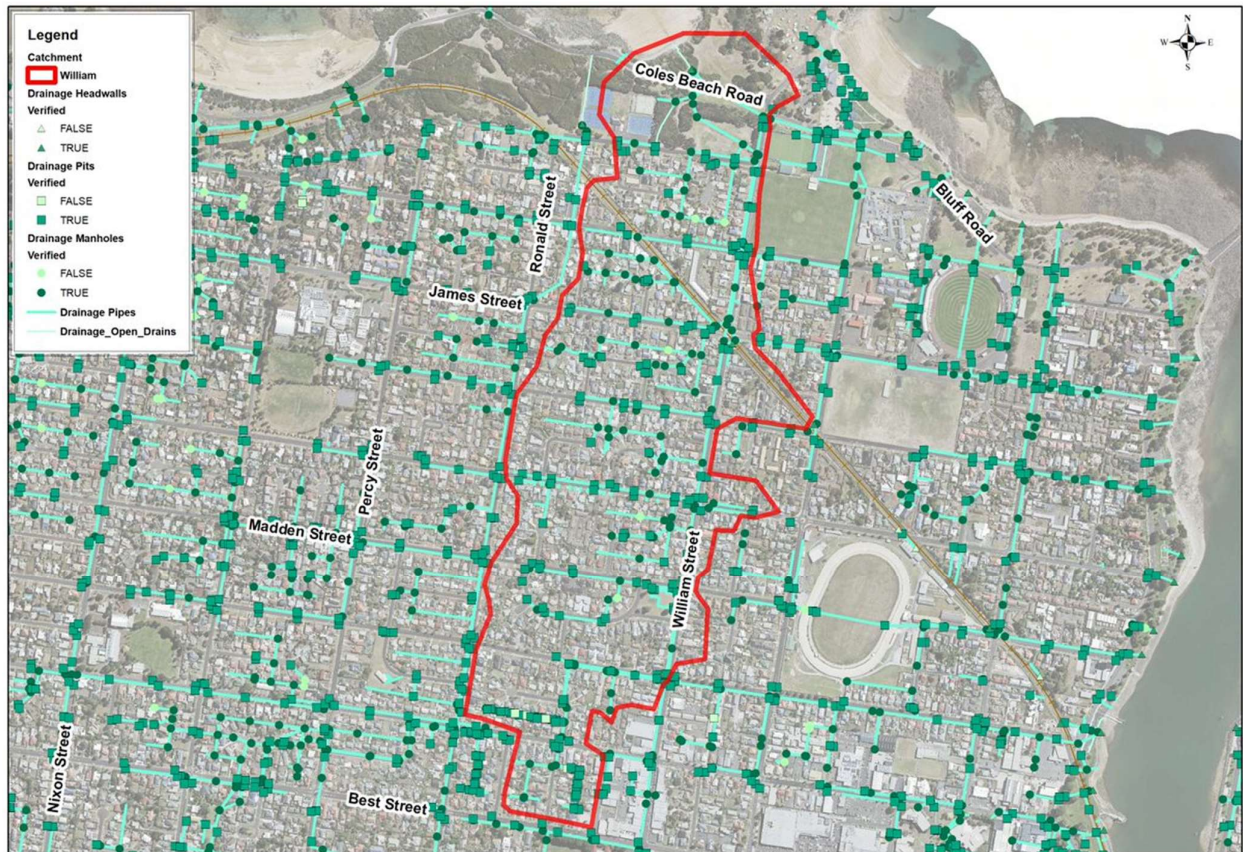 Legend
Catchment
William
Drainage Headwalls
Verified
FALSE
TRUE
Drainage Pits
Verified
FALSE
TRUE
Drainage Manholes
Verified
FALSE
TRUE
Drainage Pipes
Drainage_Open_Drains
N
W E
S
Coles Beach Road
Ronald Street
Bluff Road
James Street
Percy Street
Madden Street
William Street
Nixon Street
Best Street